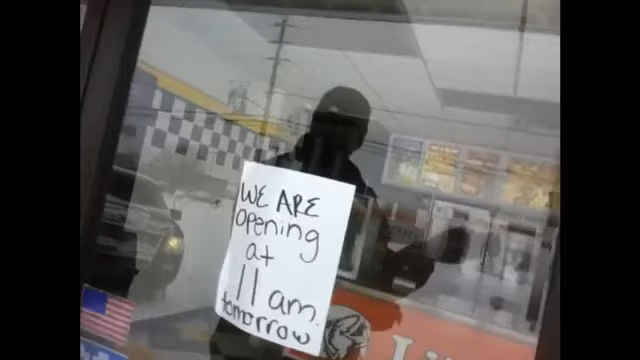 WE ARE
opening
at
11 am.
tomorrow